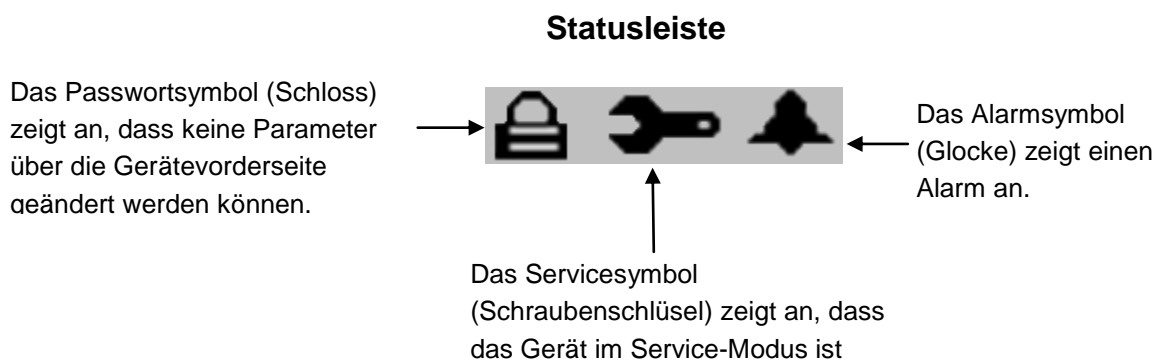 Statusleiste
Das Passwortsymbol (Schloss)
zeigt an, dass keine Parameter
über die Gerätevorderseite
geändert werden können.
Das Alarmsymbol
(Glocke) zeigt einen
Alarm an.
Das Servicesymbol
(Schraubenschlüsel) zeigt an, dass
das Gerät im Service-Modus ist